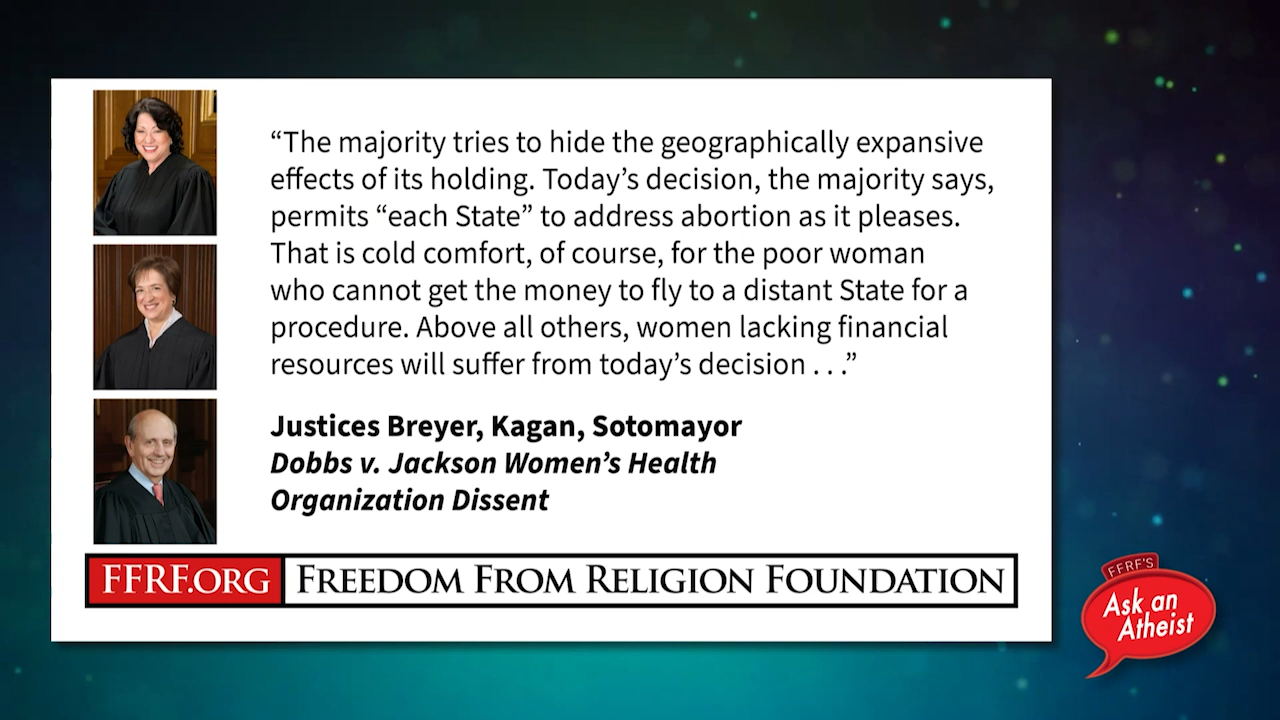 “The majority tries to hide the geographically expansive
effects of its holding. Today’s decision, the majority says,
permits “each State” to address abortion as it pleases.
That is cold comfort, of course, for the poor woman
who cannot get the money to fly to a distant State for a
procedure. Above all others, women lacking financial
resources will suffer from today’s decision . . .”
Justices Breyer, Kagan, Sotomayor
Dobbs v. Jackson Women’s Health
Organization Dissent
FFRF.ORG FREEDOM FROM RELIGION FOUNDATION
FFRF'S
Ask an
Atheist